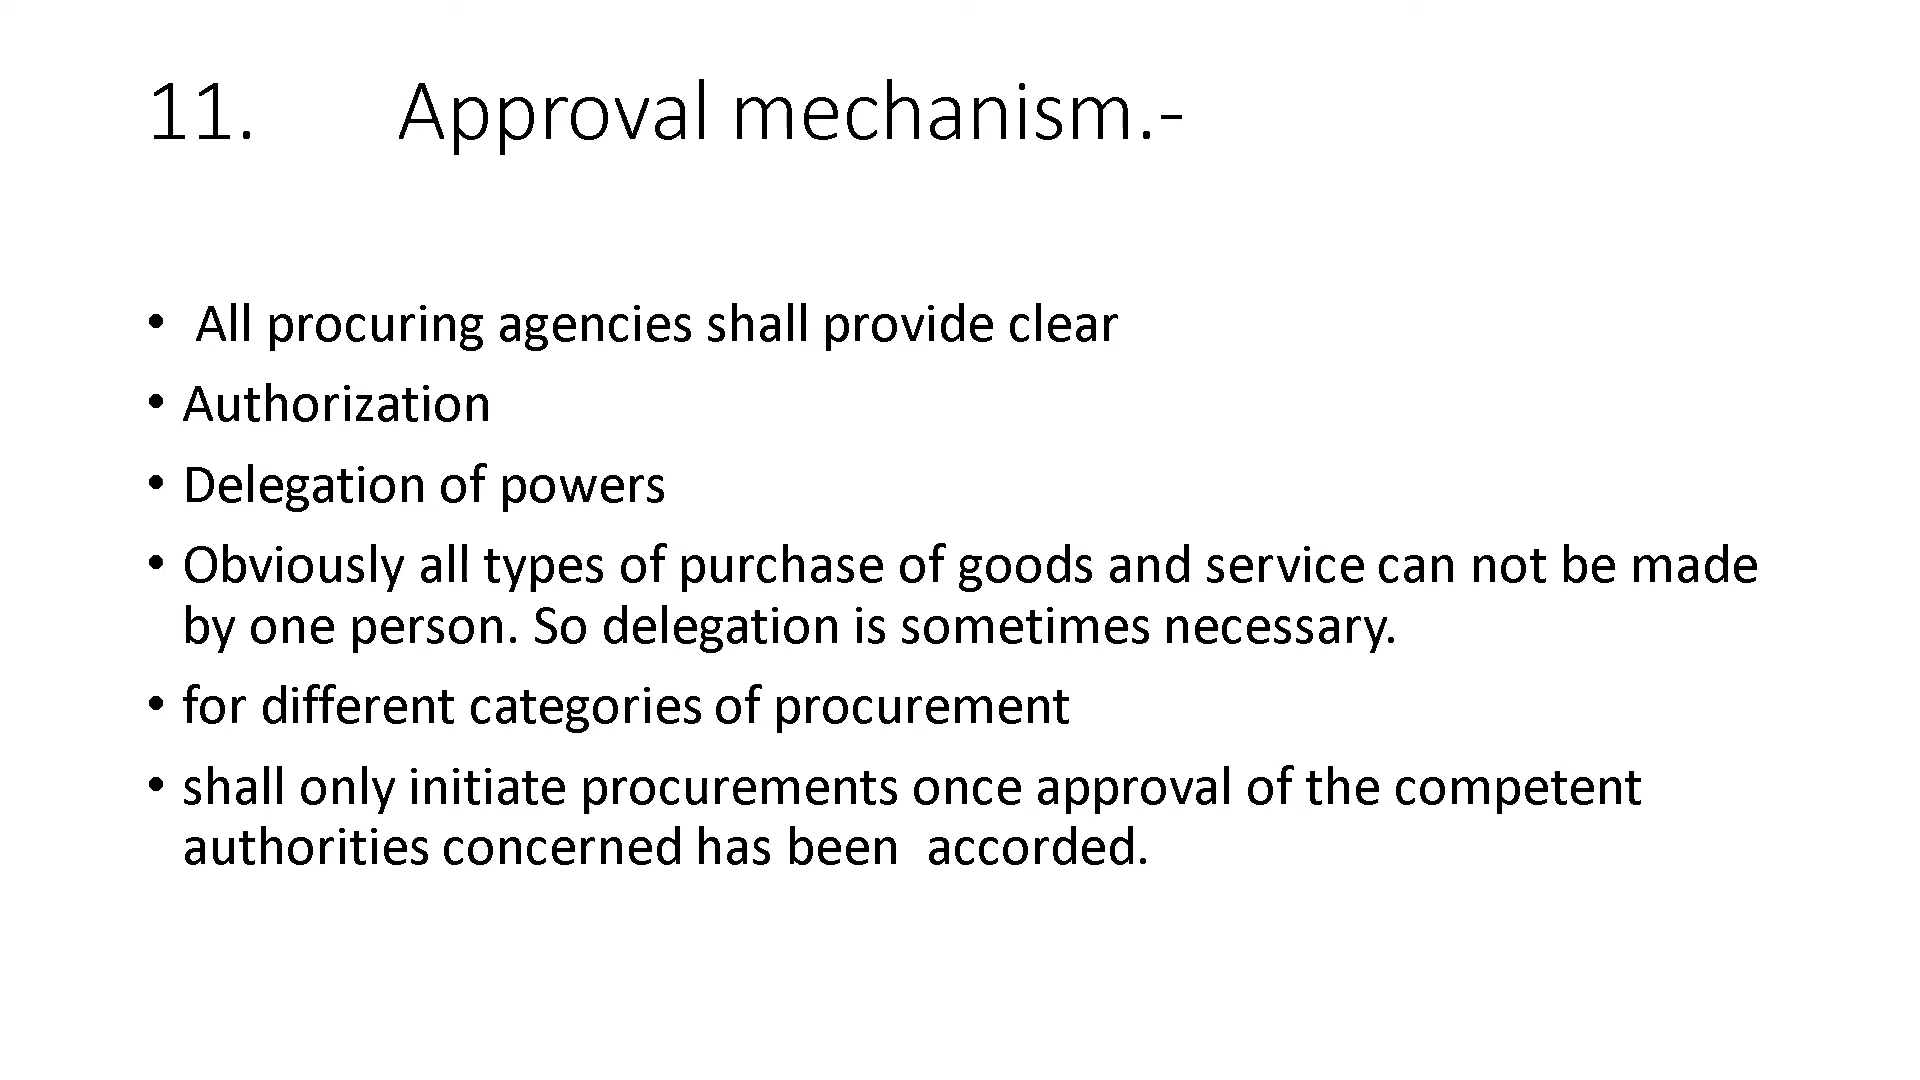 11. Approval mechanism.-
• All procuring agencies shall provide clear
• Authorization
• Delegation of powers
• Obviously all types of purchase of goods and service can not be made
by one person. So delegation is sometimes necessary.
• for different categories of procurement
• shall only initiate procurements once approval of the competent
authorities concerned has been accorded.